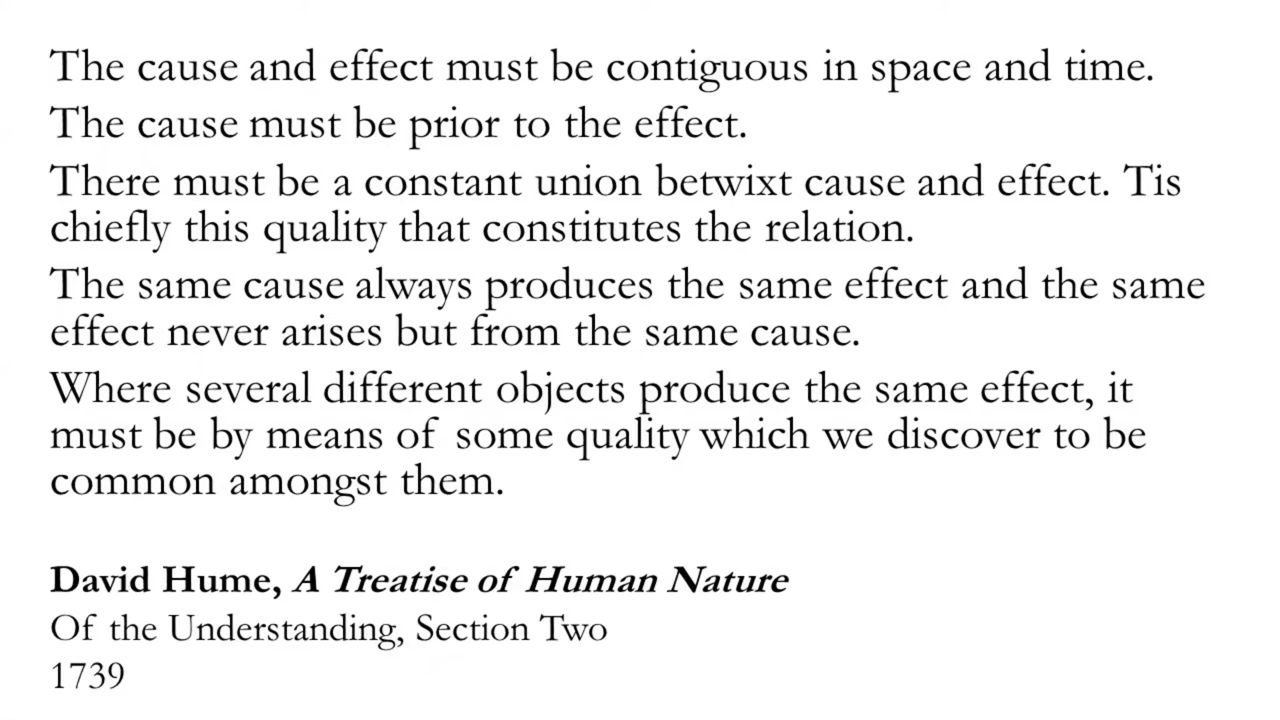 The cause and effect must be contiguous in space and time.
The cause must be prior to the effect.
There must be a constant union betwixt cause and effect. Tis
chiefly this quality that constitutes the relation.
The same cause always produces the same effect and the same
effect never arises but from the same cause.
Where several different objects produce the same effect, it
must be by means of some quality which we discover to be
common amongst them.
David Hume, A Treatise of Human Nature
Of the Understanding, Section Two
1739